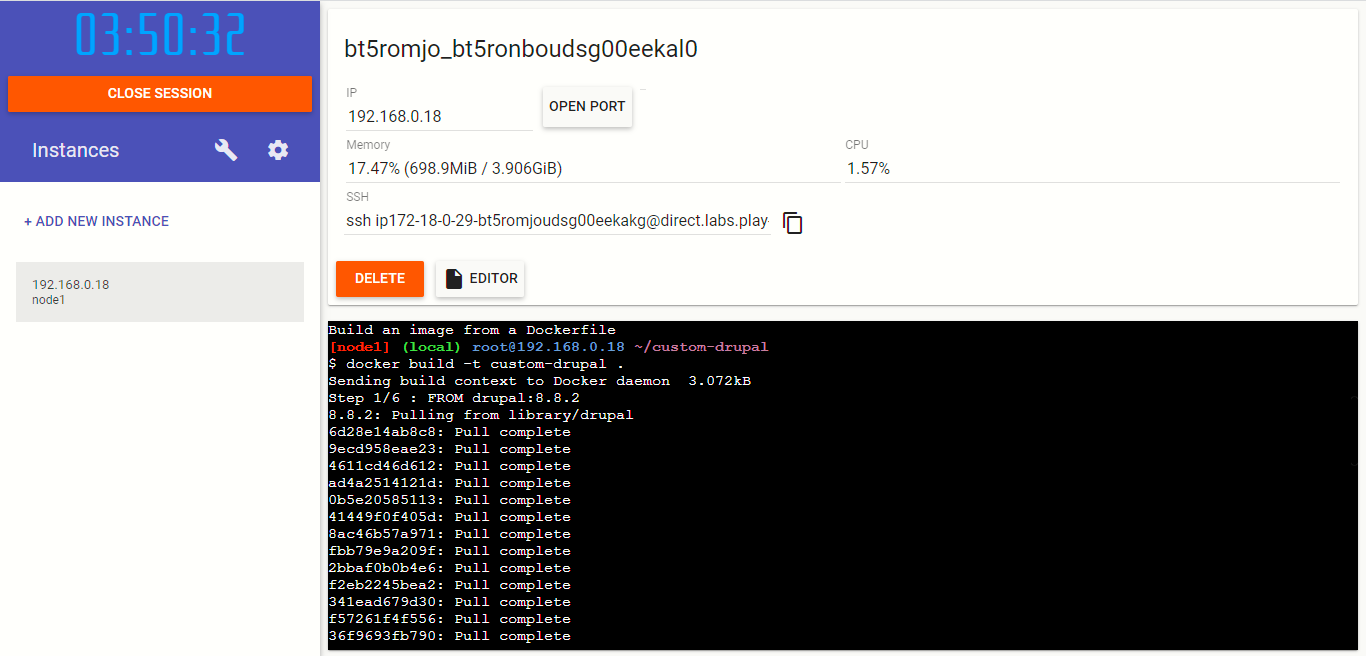 03:50:32
CLOSE SESSION
Instances
+ ADD NEW INSTANCE
192.168.0.18
node1
bt5romjo_bt5ronboudsg00eekal0
IP
192.168.0.18
OPEN PORT
Memory
17.47% (698.9MiB / 3.906GiB)
CPU
1.57%
SSH
ssh ip172-18-0-29-bt5romjoudsg00eekakg@direct.labs.play-
DELETE
EDITOR
Build an image from a Dockerfile
[node1] (local) root@192.168.0.18 ~/custom-drupal
$ docker build -t custom-drupal .
Sending build context to Docker daemon  3.072kB
Step 1/6 : FROM drupal:8.8.2
8.8.2: Pulling from library/drupal
6d28e14ab8c8: Pull complete
9ecd958eae23: Pull complete
4611cd46d612: Pull complete
ad4a2514121d: Pull complete
0b5e20585113: Pull complete
41449f0f405d: Pull complete
8ac46b57a971: Pull complete
fbb79e9a209f: Pull complete
2bbaf0b0b4e6: Pull complete
f2eb2245bea2: Pull complete
341ead679d30: Pull complete
f57261f4f556: Pull complete
36f9693fb790: Pull complete